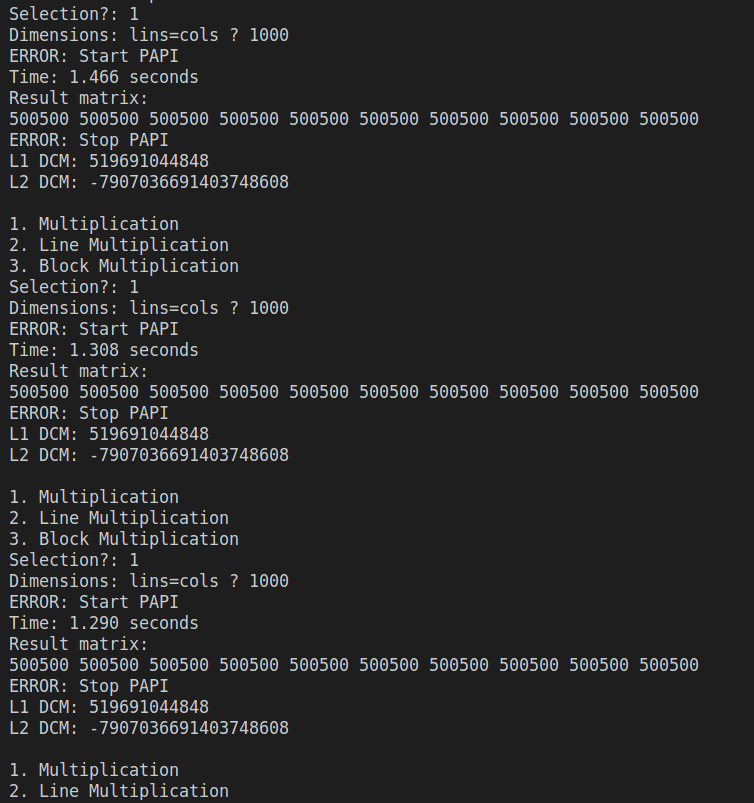 Selection?: 1
Dimensions: lins=cols ? 1000
ERROR: Start PAPI
Time: 1.466 seconds
Result matrix:
500500 500500 500500 500500 500500 500500 500500 500500 500500 500500
ERROR: Stop PAPI
L1 DCM: 519691044848
L2 DCM: -7907036691403748608
1. Multiplication
2. Line Multiplication
3. Block Multiplication
Selection?: 1
Dimensions: lins=cols ? 1000
ERROR: Start PAPI
Time: 1.308 seconds
Result matrix:
500500 500500 500500 500500 500500 500500 500500 500500 500500 500500
ERROR: Stop PAPI
L1 DCM: 519691044848
L2 DCM: -7907036691403748608
1. Multiplication
2. Line Multiplication
3. Block Multiplication
Selection?: 1
Dimensions: lins=cols ? 1000
ERROR: Start PAPI
Time: 1.290 seconds
Result matrix:
500500 500500 500500 500500 500500 500500 500500 500500 500500 500500
ERROR: Stop PAPI
L1 DCM: 519691044848
L2 DCM: -7907036691403748608
1. Multiplication
2. Line Multiplication